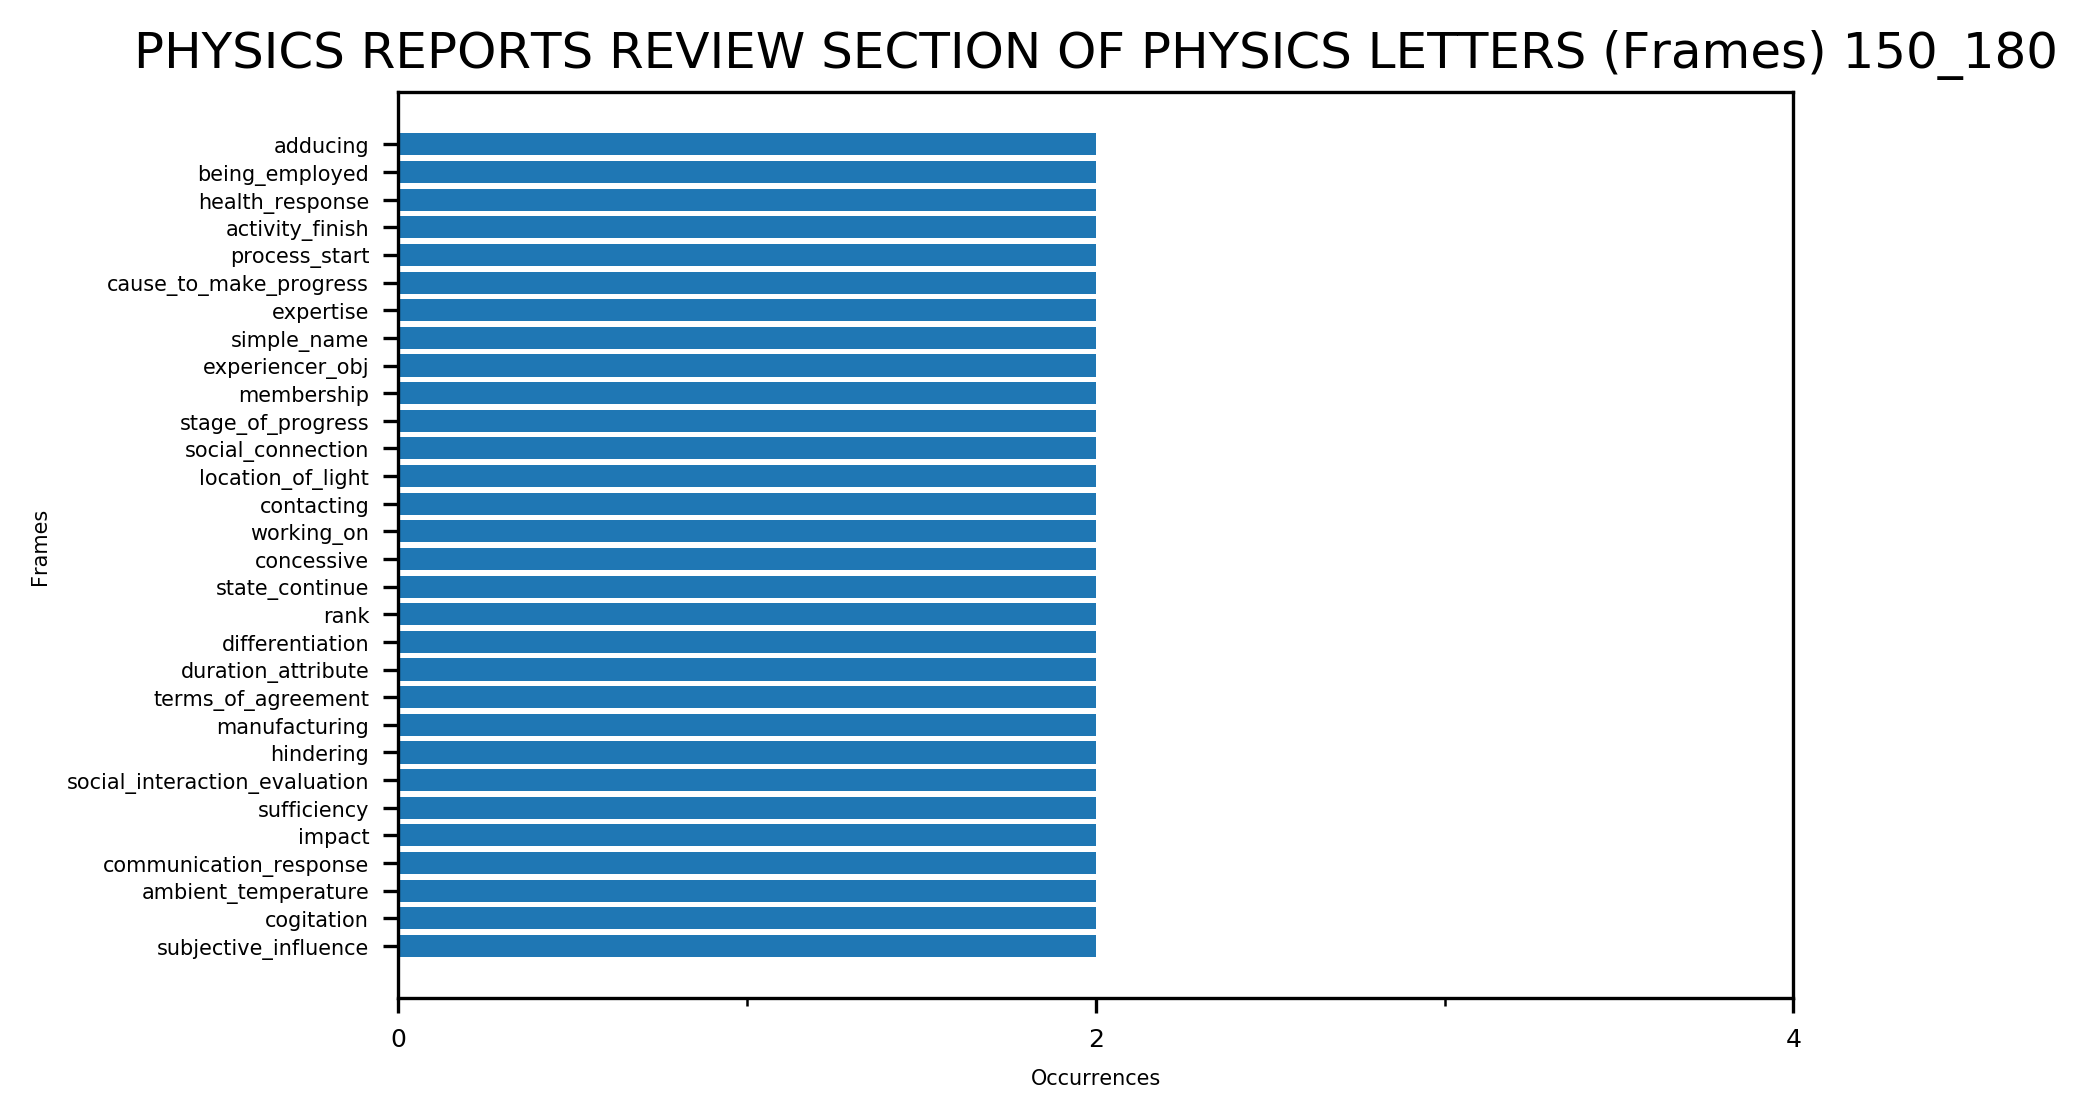 PHYSICS REPORTS REVIEW SECTION OF PHYSICS LETTERS (Frames) 150_180
adducing
being_employed
health_response
activity_finish
process_start
cause_to_make_progress
expertise
simple_name
experiencer_obj
membership
stage_of_progress
social_connection
location_of_light
contacting
working_on
concessive
state_continue
rank
differentiation
duration_attribute
terms_of_agreement
manufacturing
hindering
social_interaction_evaluation
sufficiency
impact
communication_response
ambient_temperature
cogitation
subjective_influence
Frames
0 2 4
Occurrences